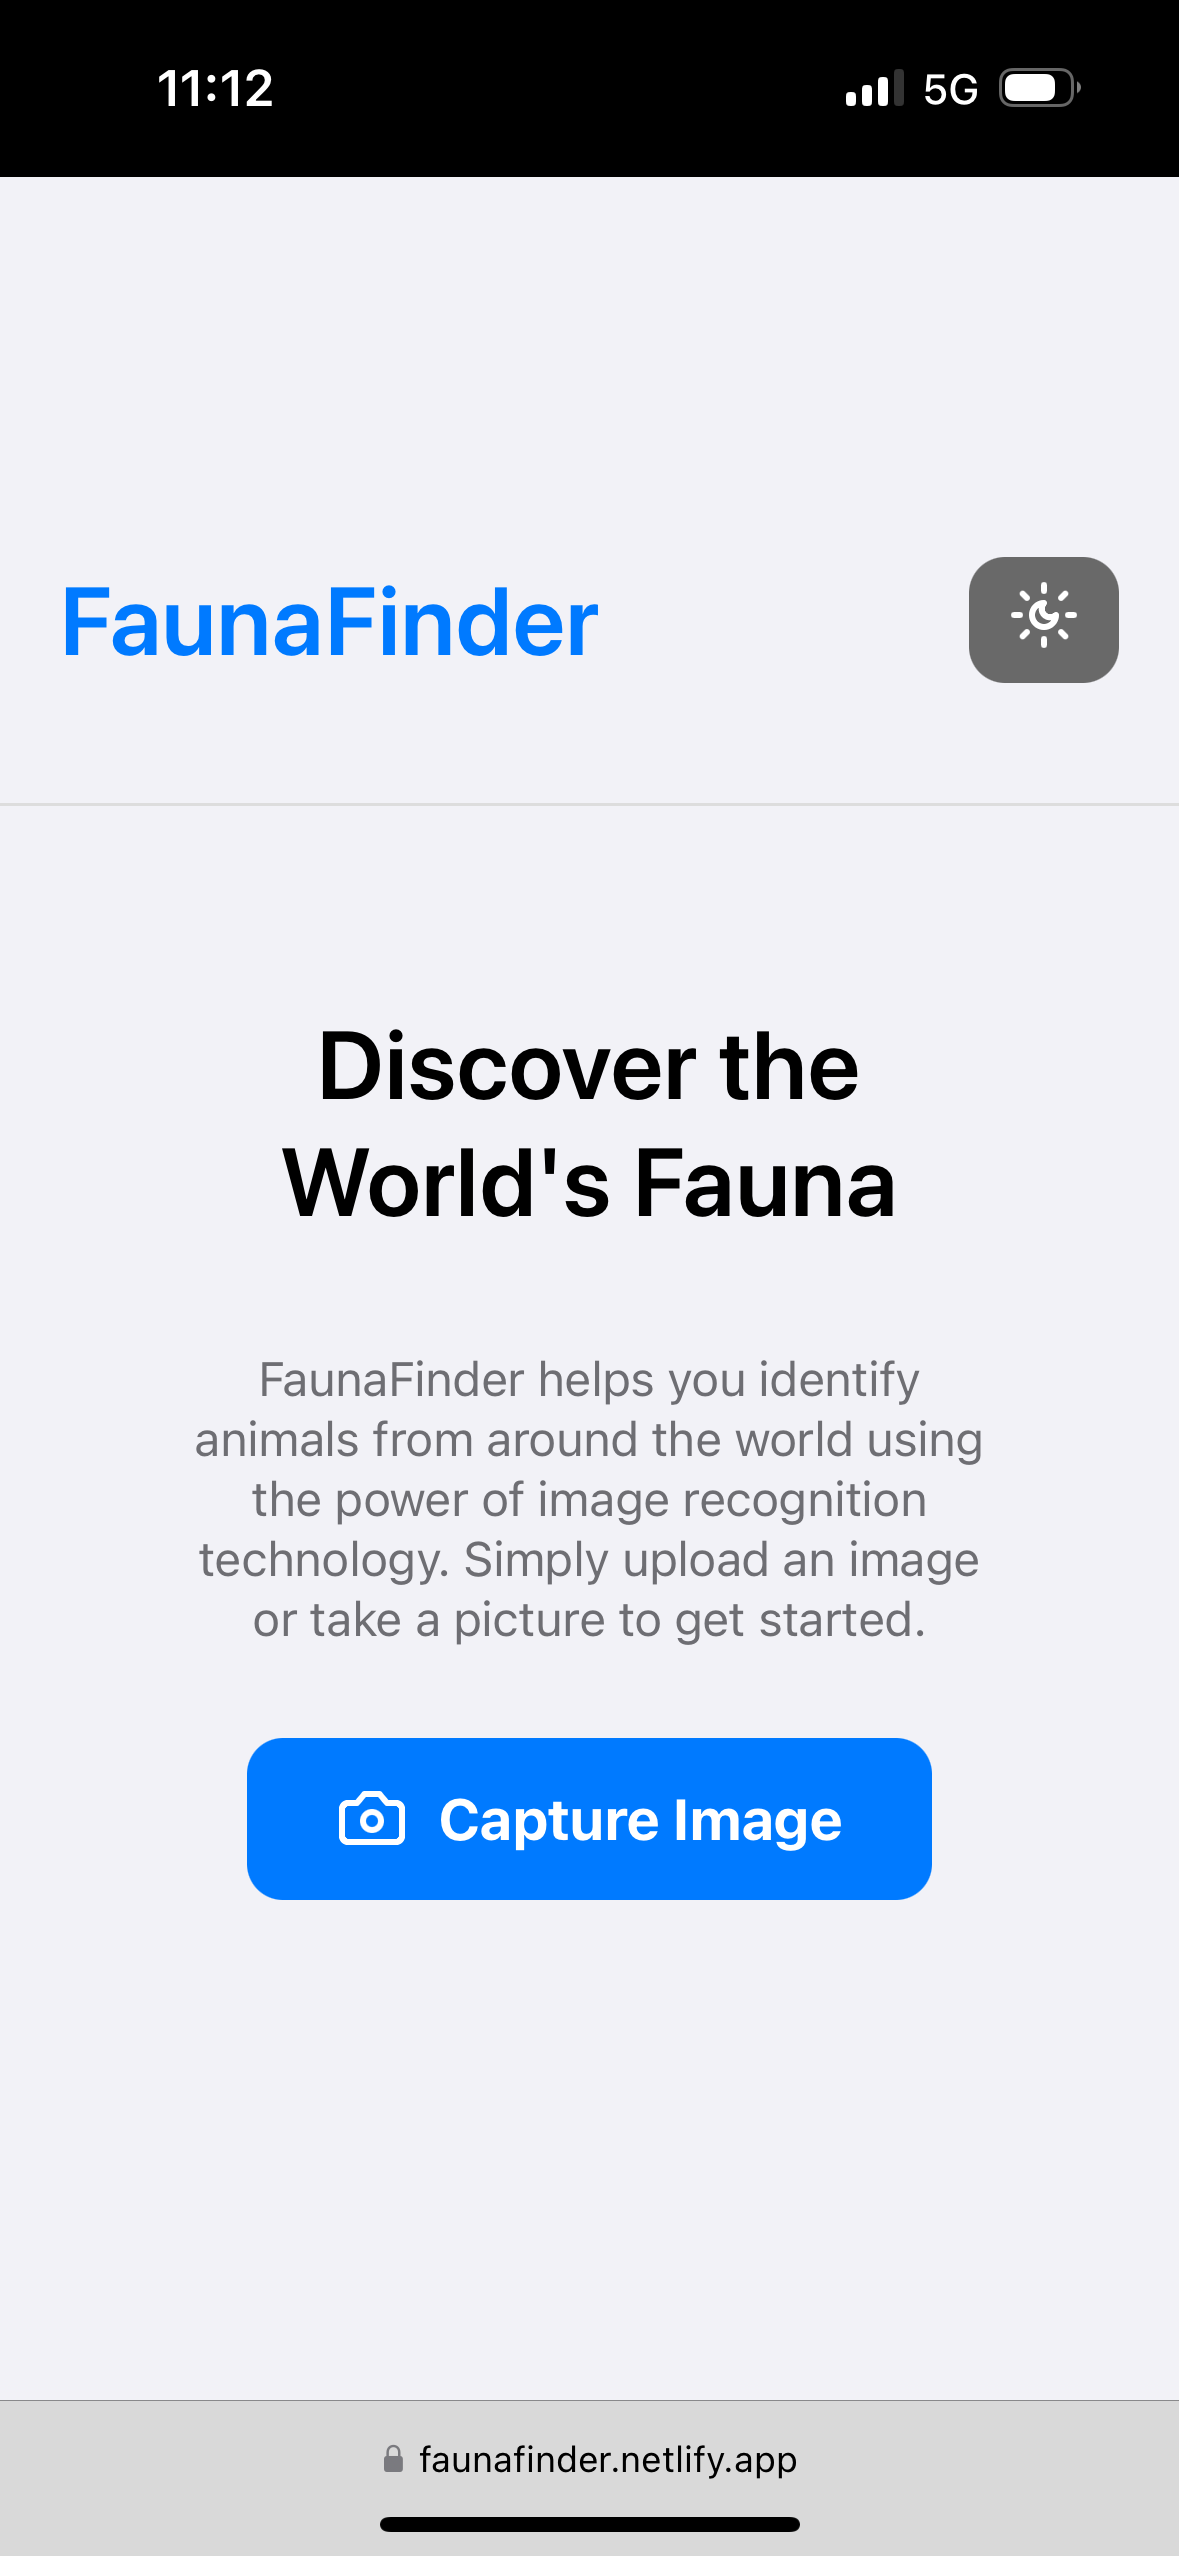 11:12
5G
FaunaFinder
Discover the
World's Fauna
FaunaFinder helps you identify
animals from around the world using
the power of image recognition
technology. Simply upload an image
or take a picture to get started.
Capture Image
faunafinder.netlify.app